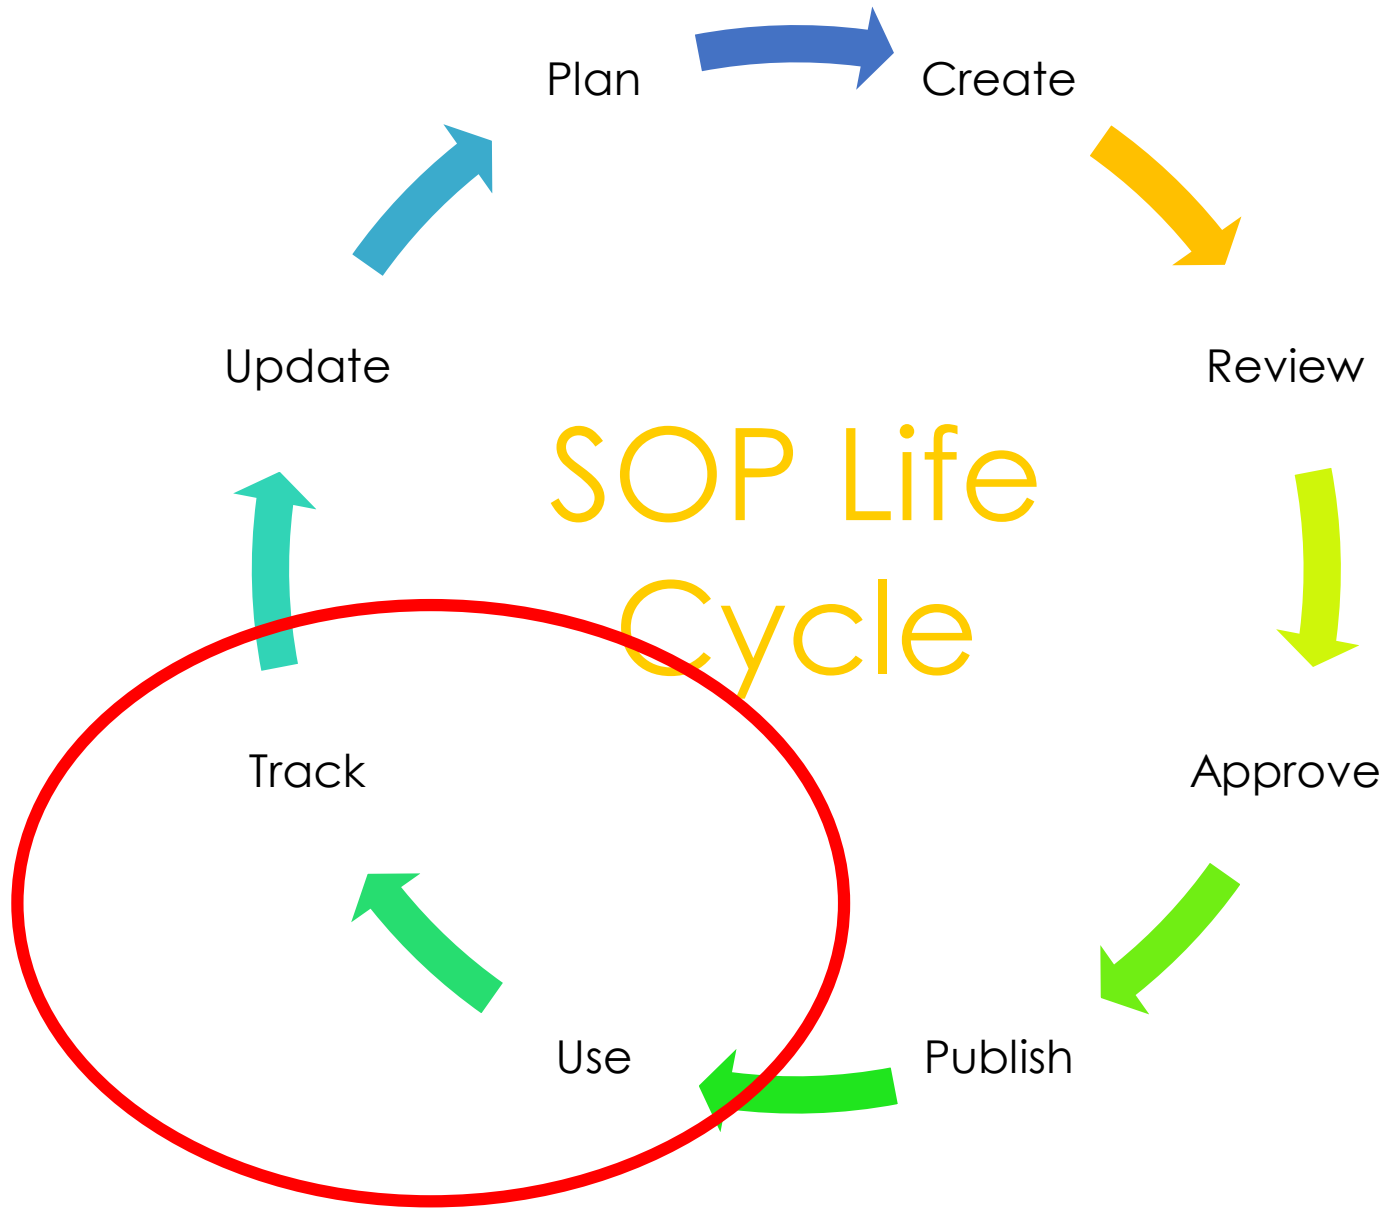 Plan
Create
Update
Review
SOP Life
Cycle
Track
Approve
Use
Publish